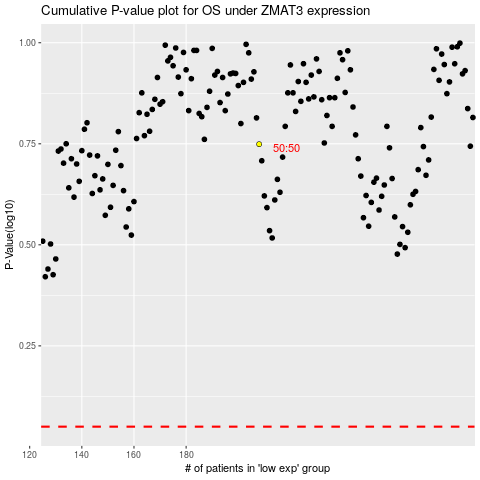 Cumulative P-value plot for OS under ZMAT3 expression
1.00
0.75
50:50
0.50
0.25
P-Value(log10)
120 140 160 180
# of patients in 'low exp' group